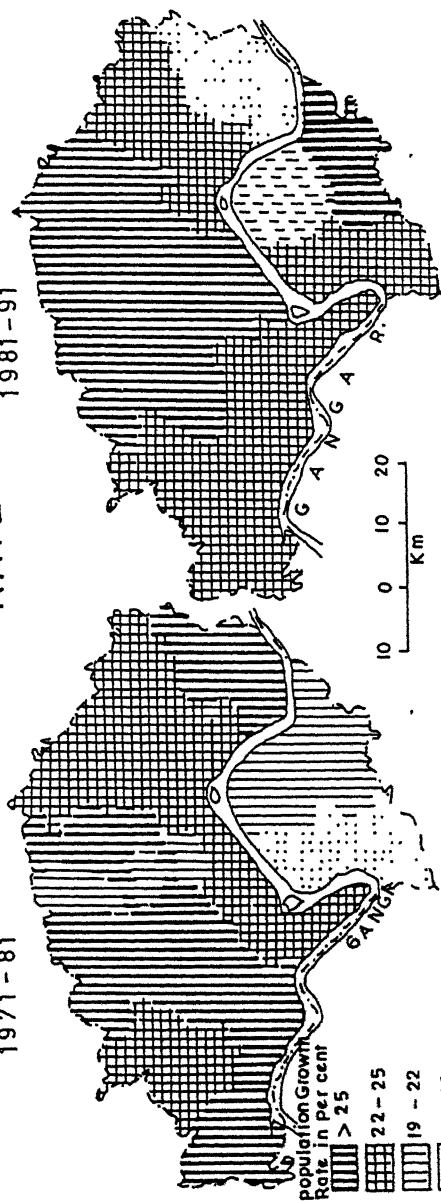 1971-81
1981-91
GANGA
GANGA R.
10 0 10 20
Km
Population Growth
Rate in Per cent
> 25
22-25
19-22